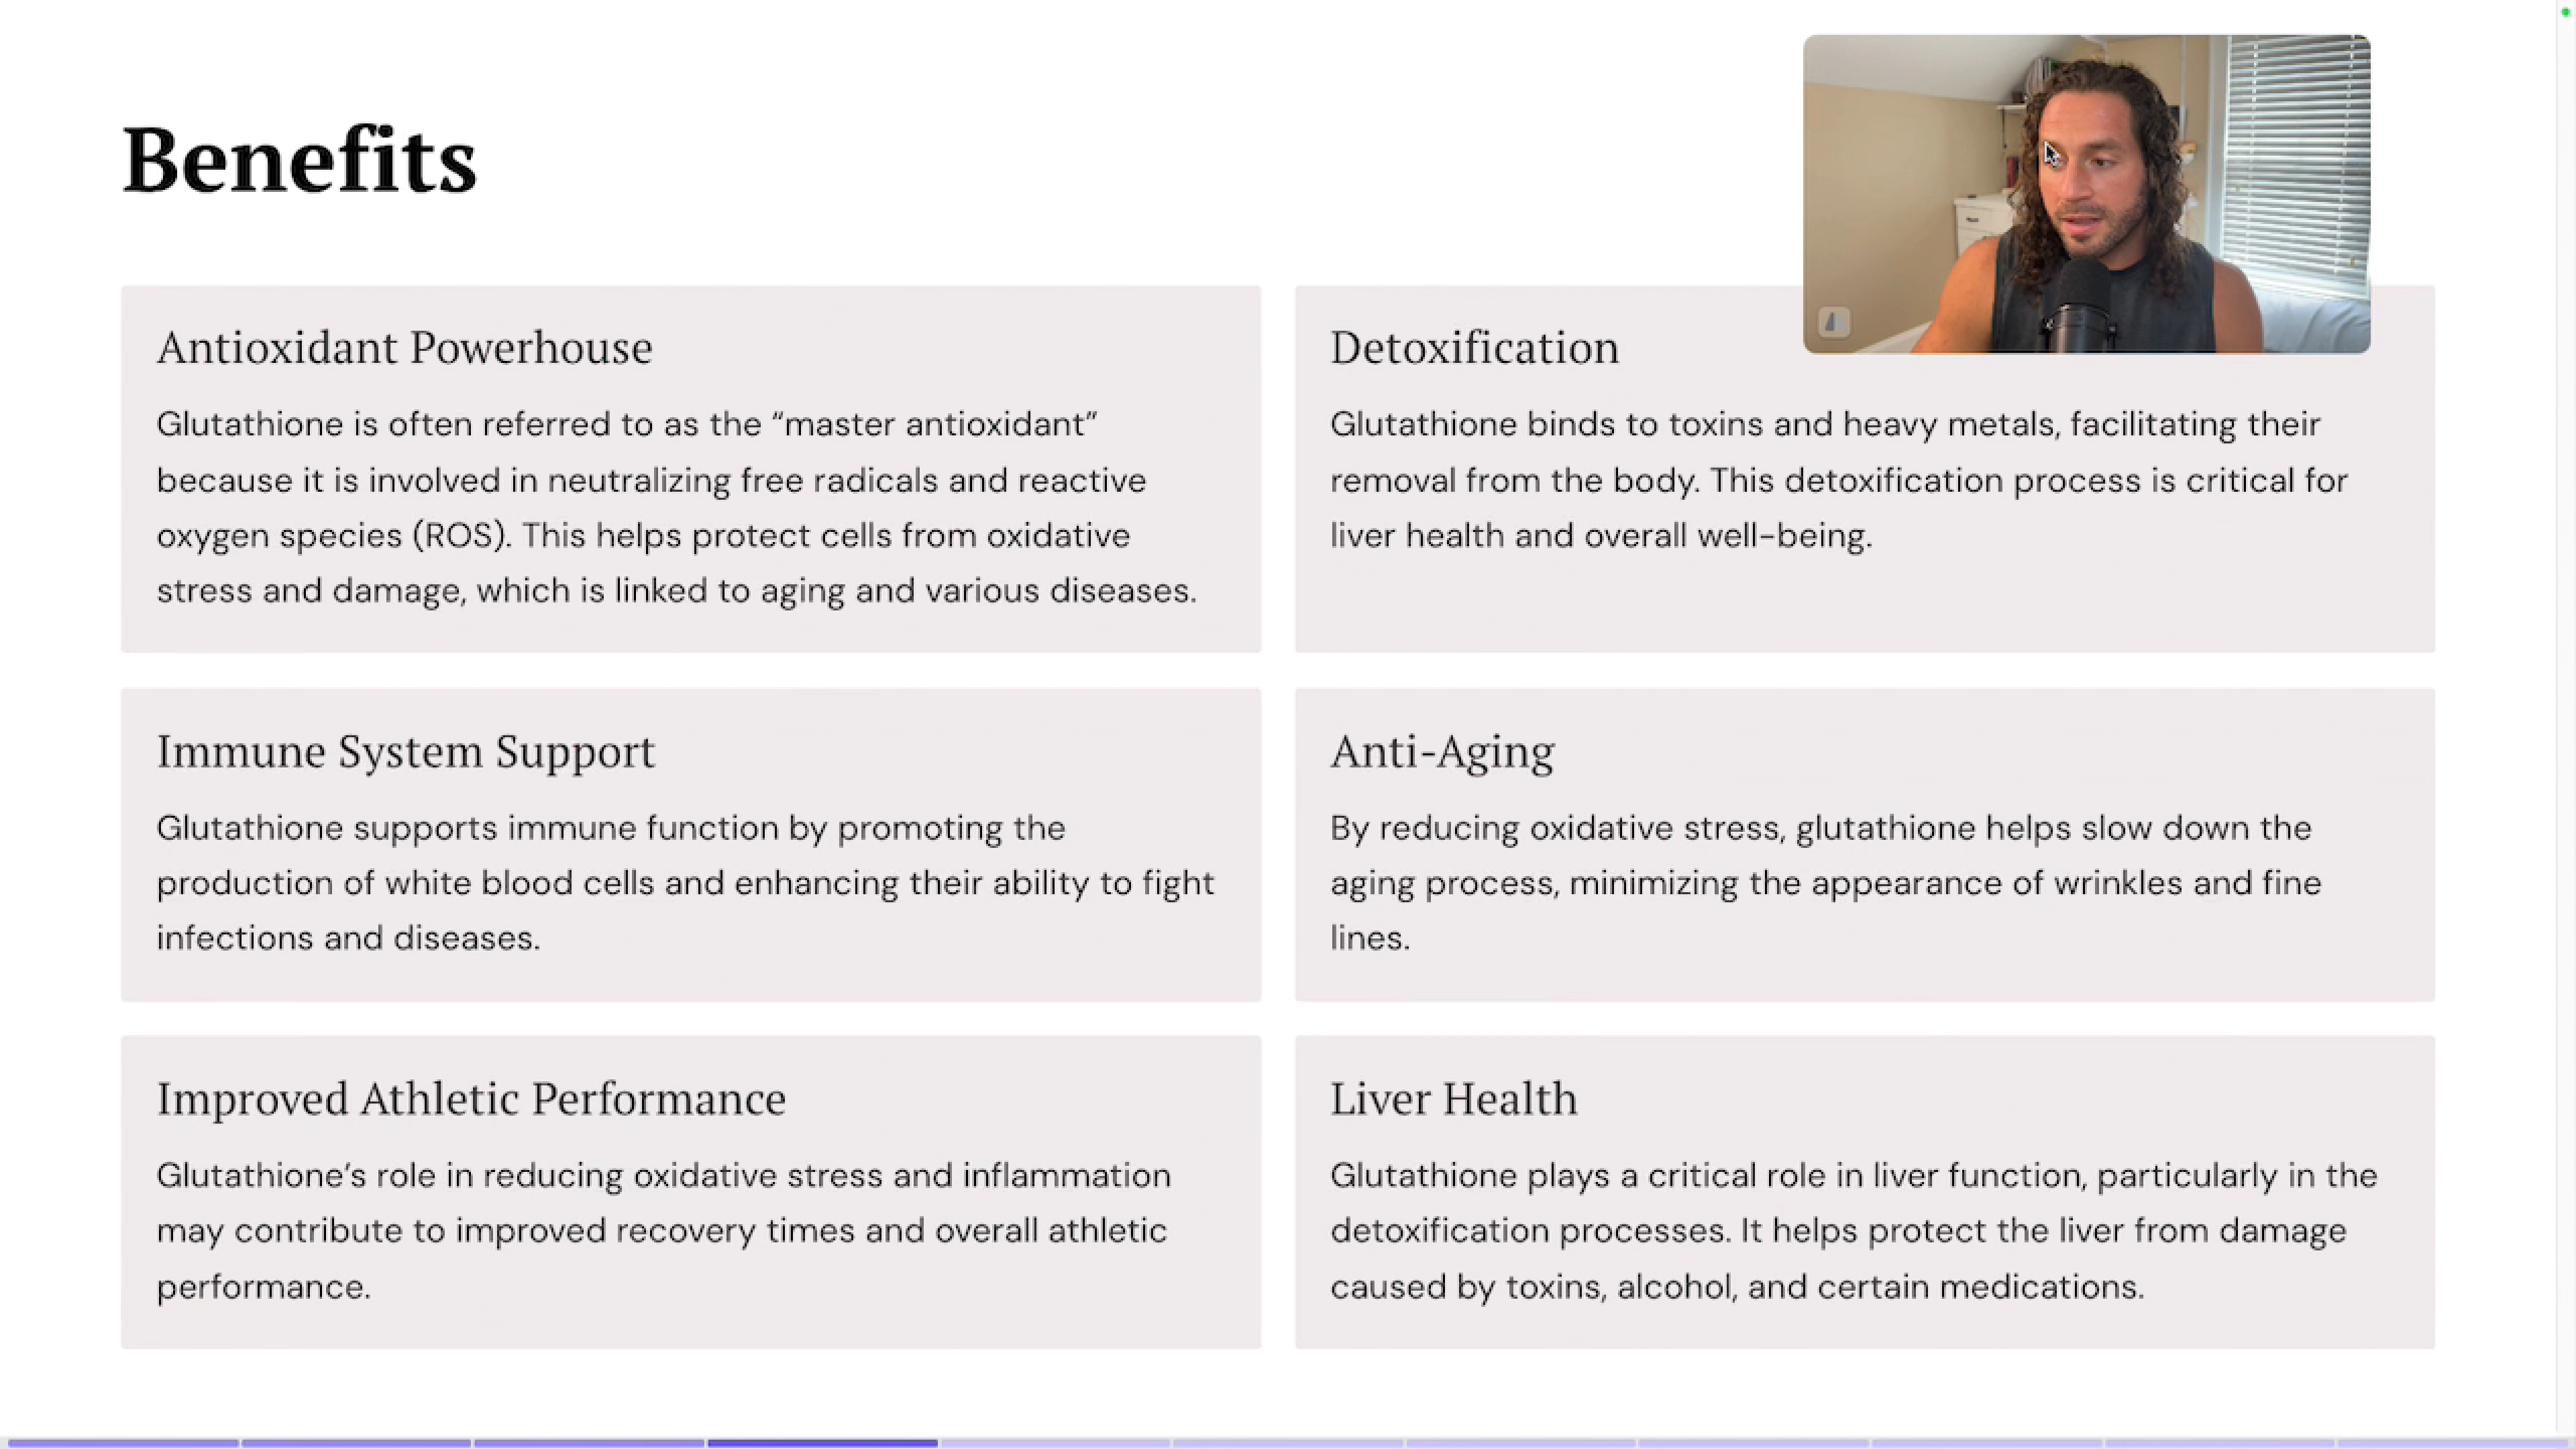 Benefits
Antioxidant Powerhouse
Glutathione is often referred to as the “master antioxidant”
because it is involved in neutralizing free radicals and reactive
oxygen species (ROS). This helps protect cells from oxidative
stress and damage, which is linked to aging and various diseases.
Detoxification
Glutathione binds to toxins and heavy metals, facilitating their
removal from the body. This detoxification process is critical for
liver health and overall well-being.
Immune System Support
Glutathione supports immune function by promoting the
production of white blood cells and enhancing their ability to fight
infections and diseases.
Anti-Aging
By reducing oxidative stress, glutathione helps slow down the
aging process, minimizing the appearance of wrinkles and fine
lines.
Improved Athletic Performance
Glutathione’s role in reducing oxidative stress and inflammation
may contribute to improved recovery times and overall athletic
performance.
Liver Health
Glutathione plays a critical role in liver function, particularly in the
detoxification processes. It helps protect the liver from damage
caused by toxins, alcohol, and certain medications.